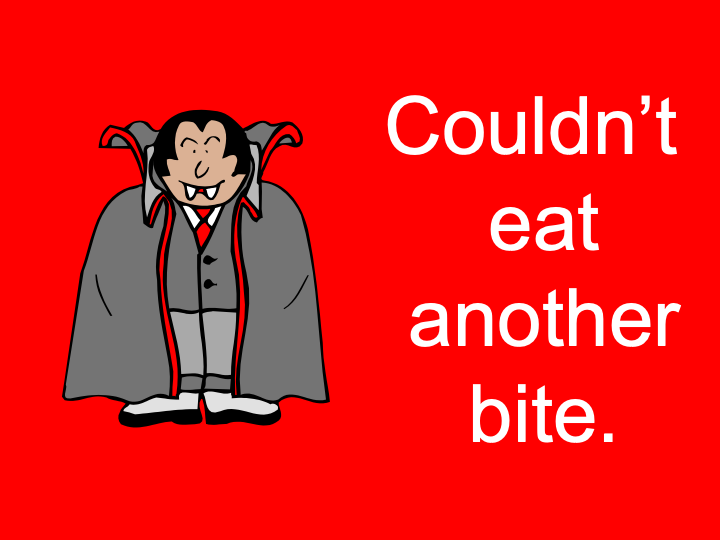 Couldn’t
eat
another
bite.